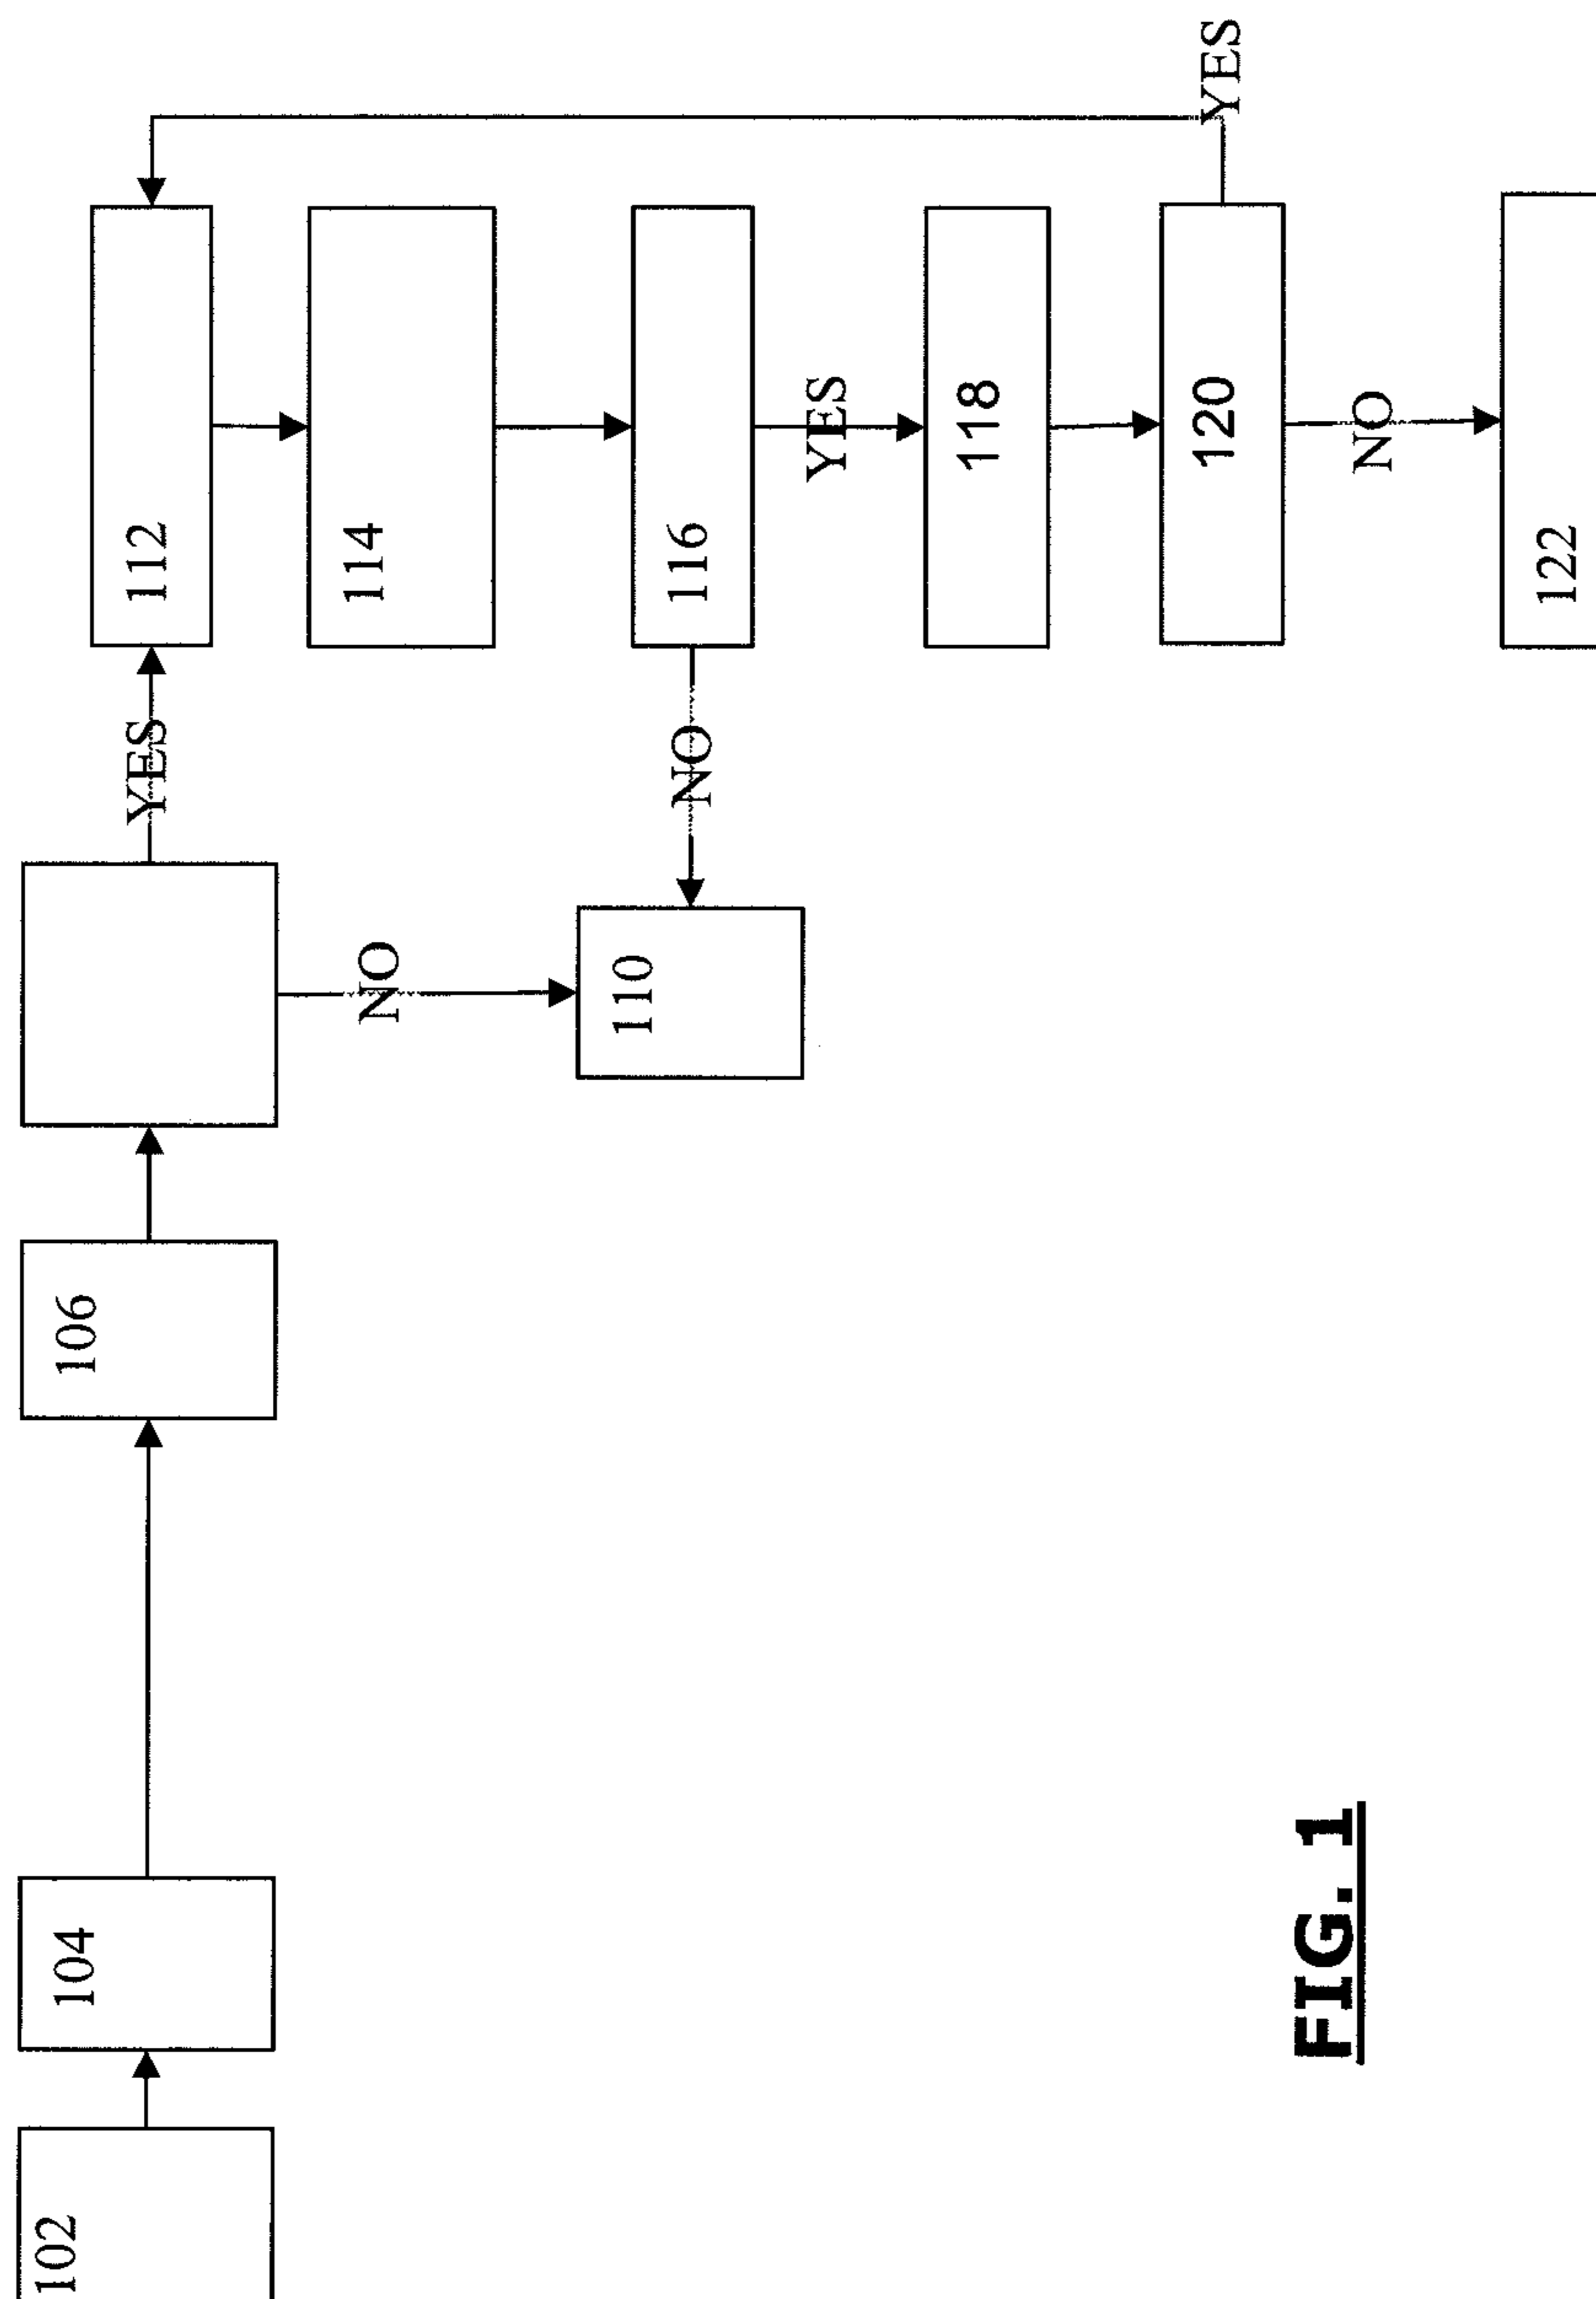 102
104
106
YES
NO
110
112
114
116
NO
YES
118
120
YES
NO
122
FIG. 1